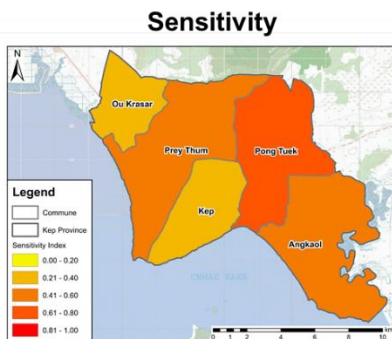 Sensitivity
N
Ou Krasar
Prey Thum
Pong Tuek
Kep
Angkaol
Legend
Commune
Kep Province
Sensitivity Index
0.00 - 0.20
0.21 - 0.40
0.41 - 0.60
0.61 - 0.80
0.81 - 1.00
0 1 2 4 6 8 10